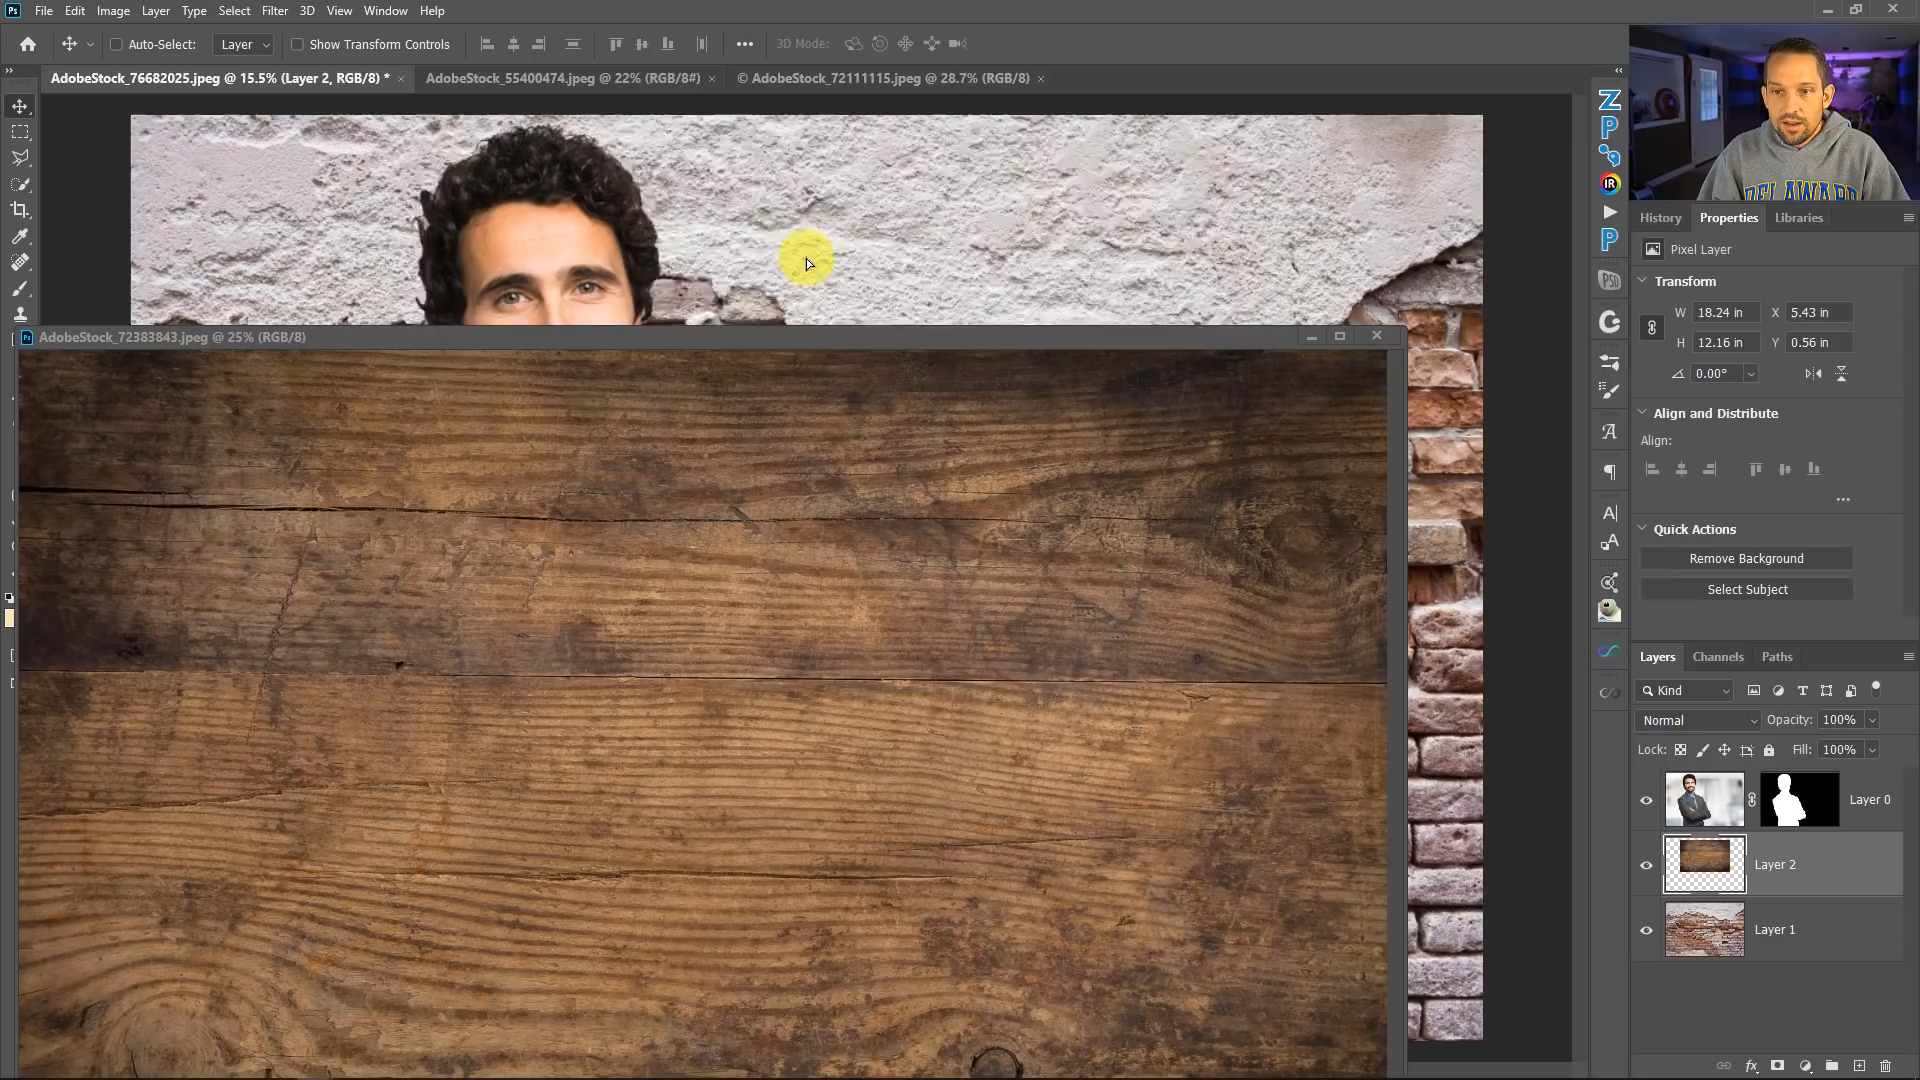 Ps File Edit Image Layer Type Select Filter 3D View Window Help
Auto-Select: Layer Show Transform Controls 3D Mode:
AdobeStock_76682025.jpeg @ 15.5% (Layer 2, RGB/8) * AdobeStock_55400474.jpeg @ 22% (RGB/8#) © AdobeStock_72111115.jpeg @ 28.7% (RGB/8)
DELAWARE
History Properties Libraries
Pixel Layer
Transform
W 18.24 in X 5.43 in
AdobeStock_72383843.jpeg @ 25% (RGB/8)
H 12.16 in Y 0.56 in
0.00°
Align and Distribute
Align:
Quick Actions
Remove Background
Select Subject
Layers Channels Paths
Kind
Normal Opacity: 100%
Lock: Fill: 100%
Layer 0
Layer 2
Layer 1